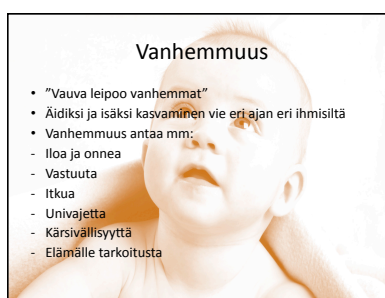 Vanhemmuus
• ”Vauva leipoo vanhemmat”
• Äidiksi ja isäksi kasvaminen vie eri ajan eri ihmisiltä
• Vanhemmuus antaa mm:
- Iloa ja onnea
- Vastuuta
- Itkua
- Univajetta
- Kärsivällisyyttä
- Elämälle tarkoitusta